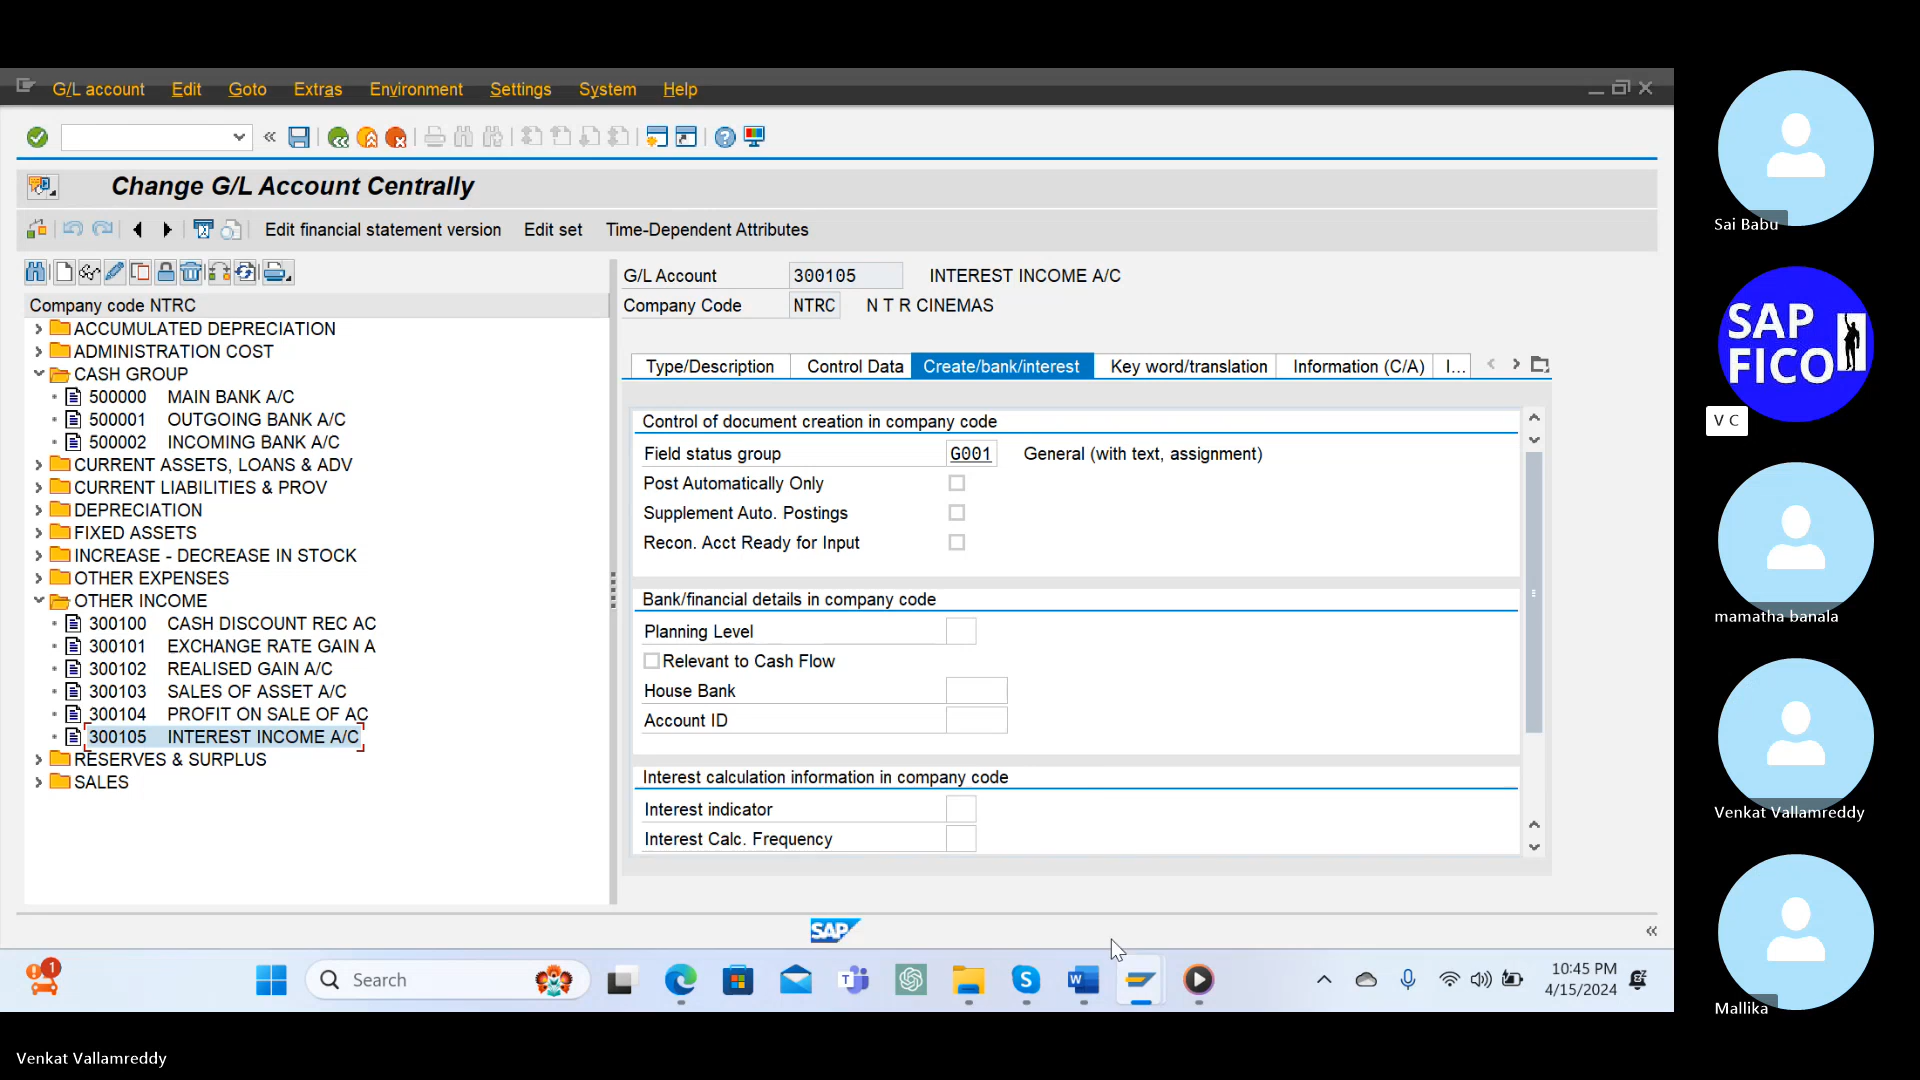 G/L account Edit Goto Extras Environment Settings System Help
Change G/L Account Centrally
Edit financial statement version Edit set Time-Dependent Attributes
Company code NTRC
ACCUMULATED DEPRECIATION
ADMINISTRATION COST
CASH GROUP
500000 MAIN BANK A/C
500001 OUTGOING BANK A/C
500002 INCOMING BANK A/C
CURRENT ASSETS, LOANS & ADV
CURRENT LIABILITIES & PROV
DEPRECIATION
FIXED ASSETS
INCREASE - DECREASE IN STOCK
OTHER EXPENSES
OTHER INCOME
300100 CASH DISCOUNT REC AC
300101 EXCHANGE RATE GAIN A
300102 REALISED GAIN A/C
300103 SALES OF ASSET A/C
300104 PROFIT ON SALE OF AC
300105 INTEREST INCOME A/C
RESERVES & SURPLUS
SALES
G/L Account 300105 INTEREST INCOME A/C
Company Code NTRC N T R CINEMAS
Type/Description Control Data Create/bank/interest Key word/translation Information (C/A) I...
Control of document creation in company code
Field status group G001 General (with text, assignment)
Post Automatically Only
Supplement Auto. Postings
Recon. Acct Ready for Input
Bank/financial details in company code
Planning Level
Relevant to Cash Flow
House Bank
Account ID
Interest calculation information in company code
Interest indicator
Interest Calc. Frequency
SAP
1
Search
10:45 PM
4/15/2024
Sai Babu
SAP
FICO
V C
mamatha banala
Venkat Vallamreddy
Mallika
Venkat Vallamreddy